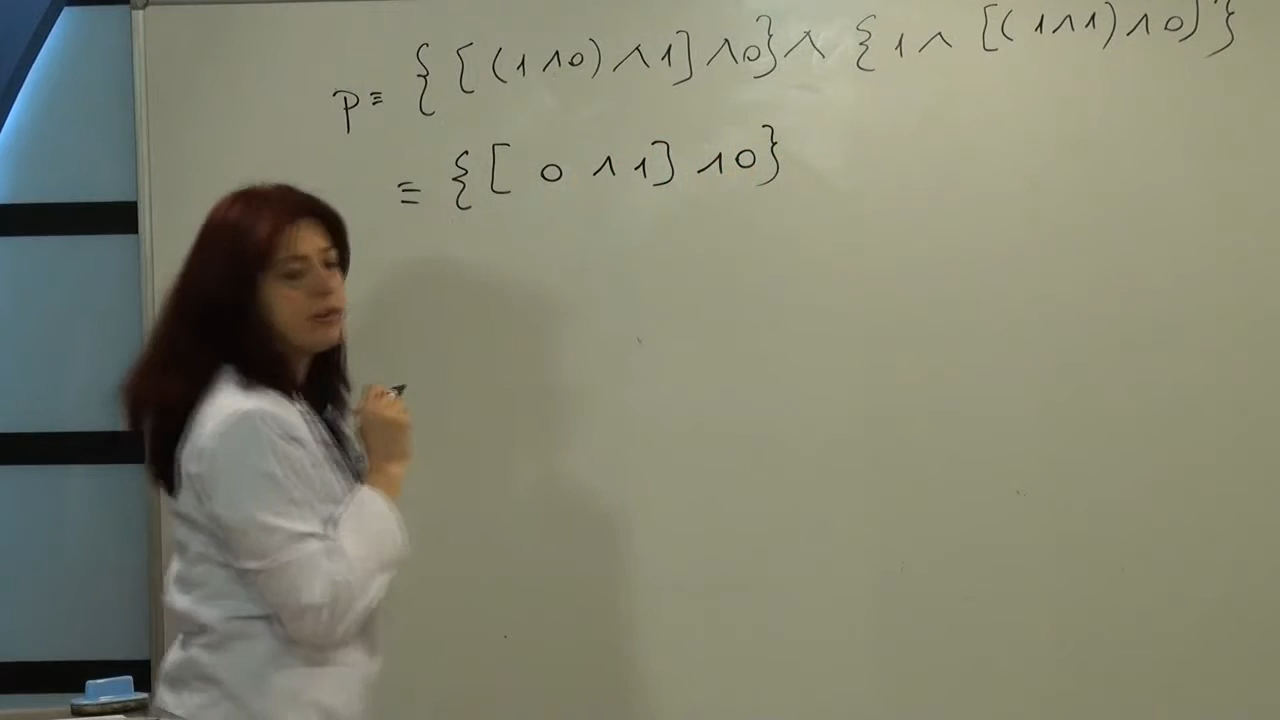 p ≡ {[(1∧0)∧1]∧0}∧ {1∧ [(1∧1)∧0]'}
≡ {[ 0 ∧1] ∧0}